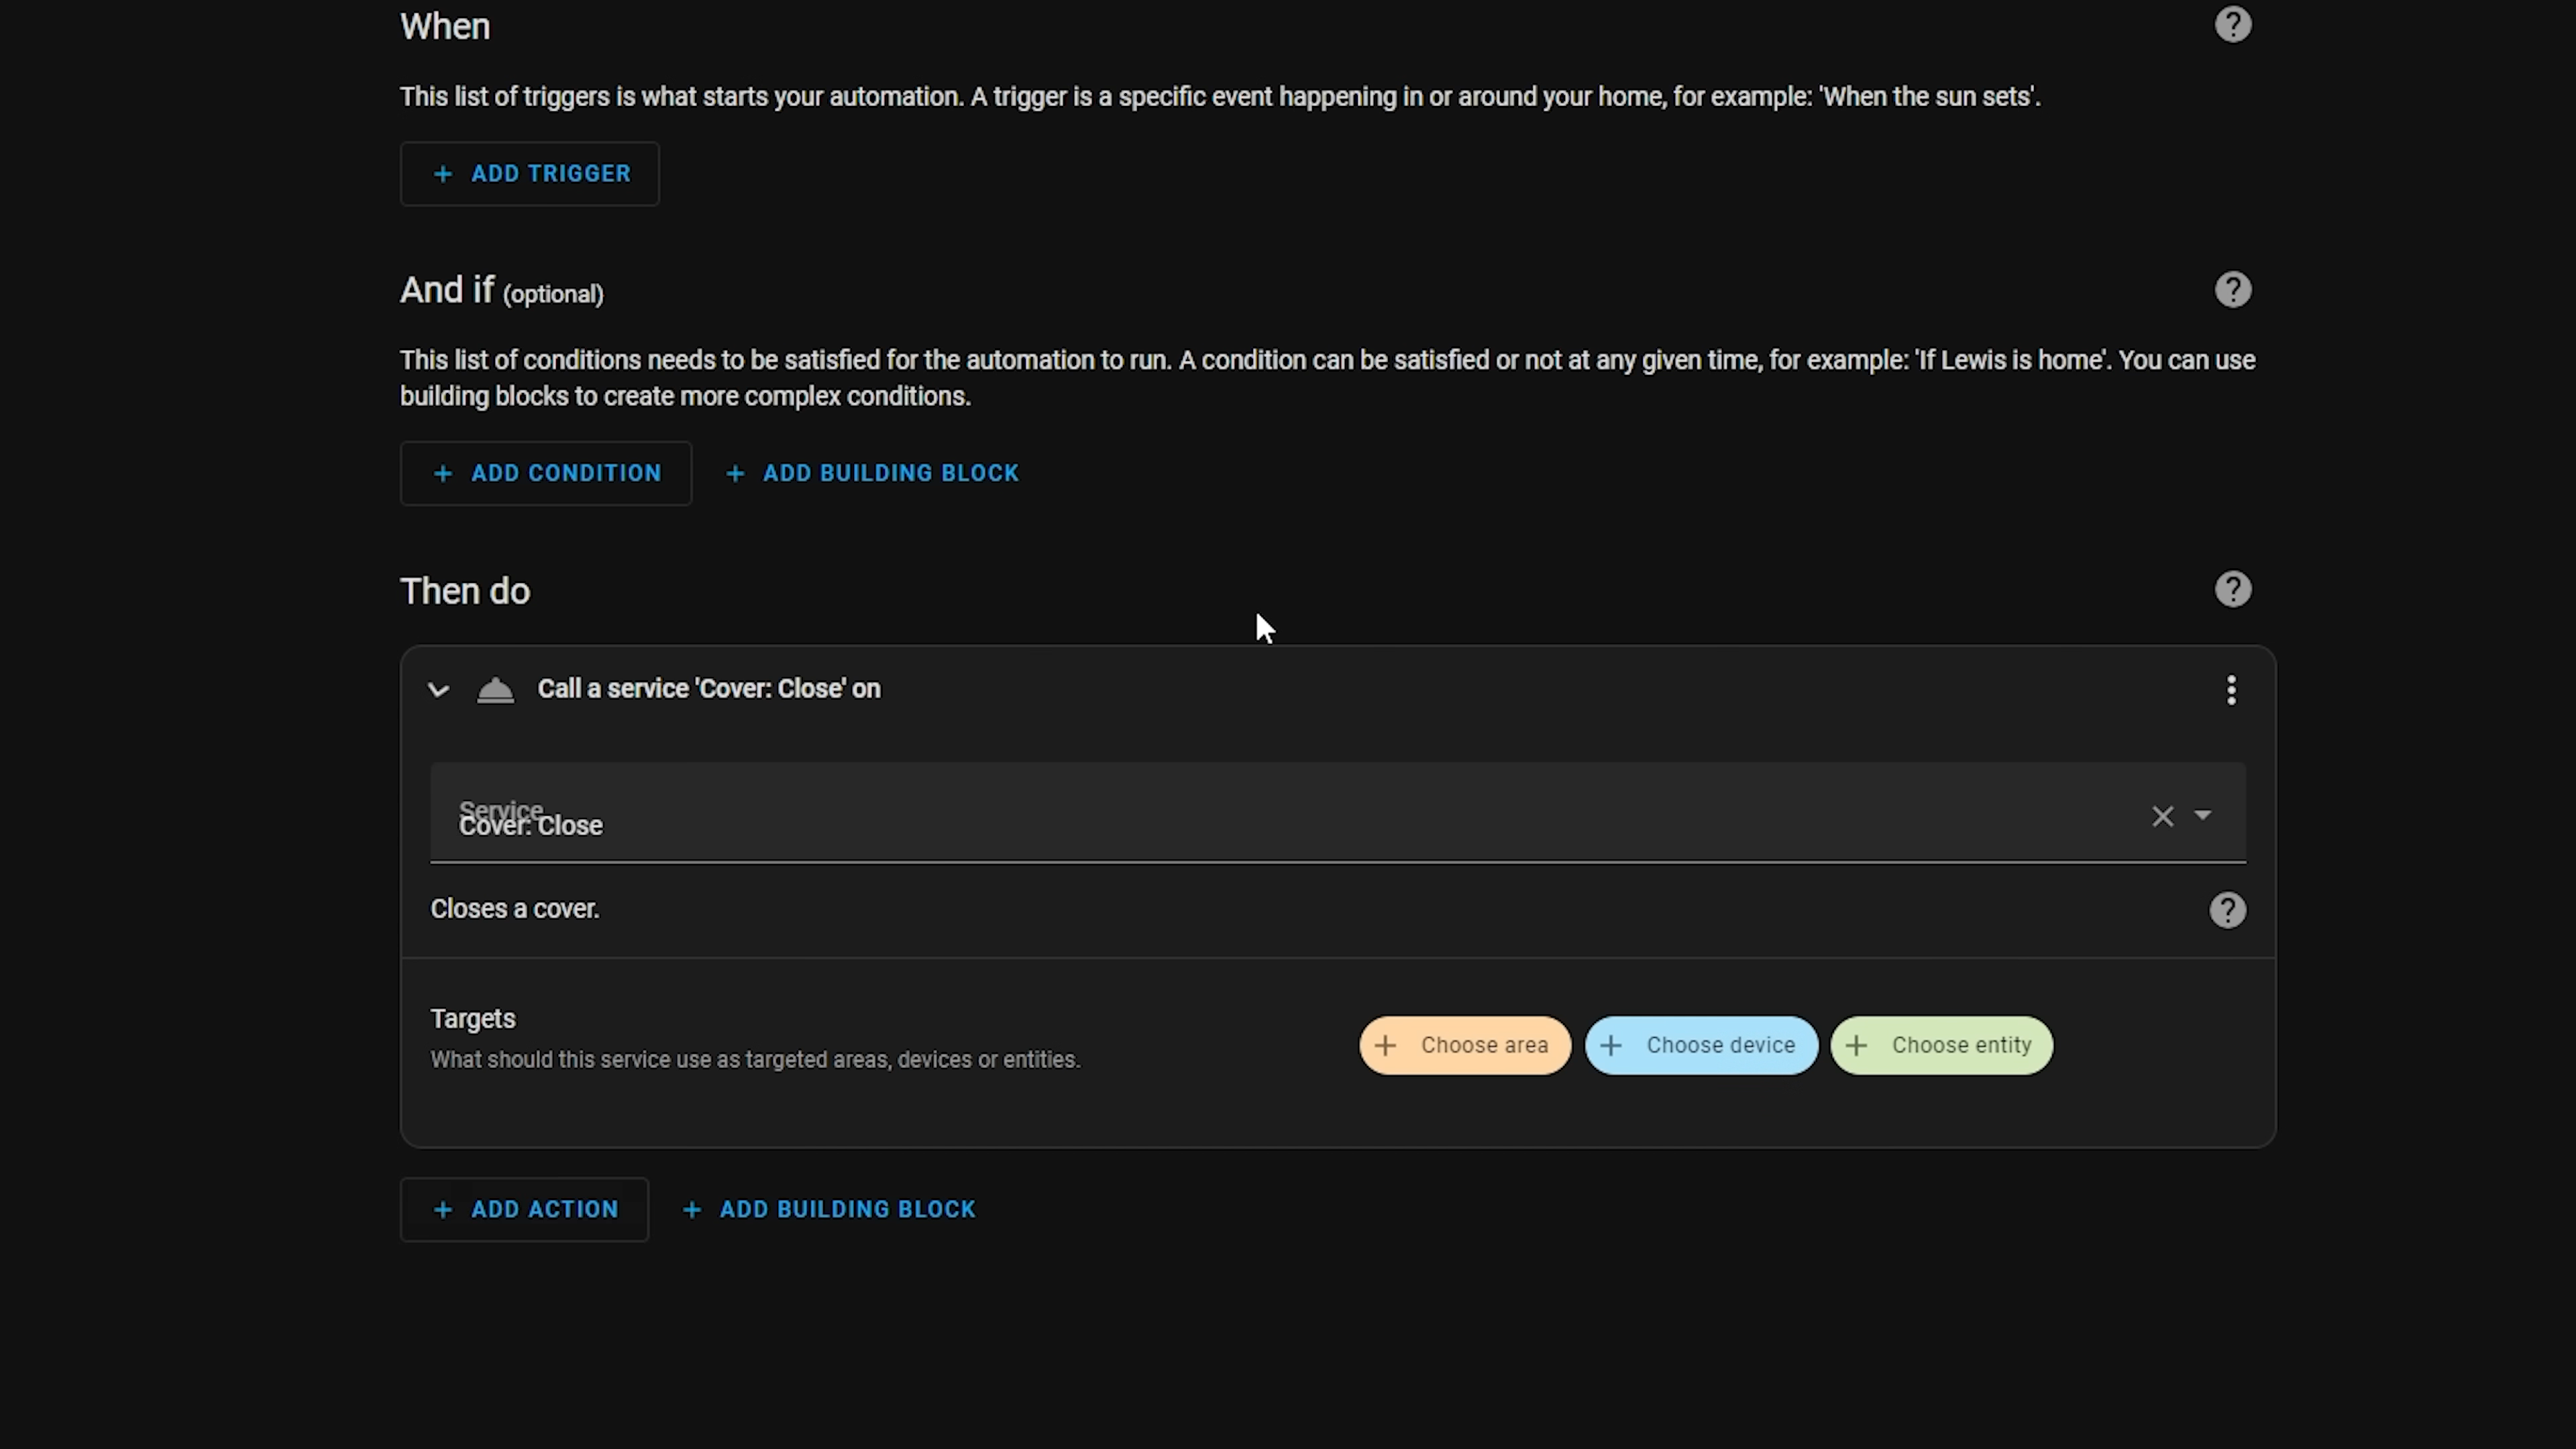 When
This list of triggers is what starts your automation. A trigger is a specific event happening in or around your home, for example: 'When the sun sets'.
+ ADD TRIGGER
And if (optional)
This list of conditions needs to be satisfied for the automation to run. A condition can be satisfied or not at any given time, for example: 'If Lewis is home'. You can use
building blocks to create more complex conditions.
+ ADD CONDITION + ADD BUILDING BLOCK
Then do
Call a service 'Cover: Close' on
Service
Cover: Close
Closes a cover.
Targets
What should this service use as targeted areas, devices or entities.
+ Choose area + Choose device + Choose entity
+ ADD ACTION + ADD BUILDING BLOCK